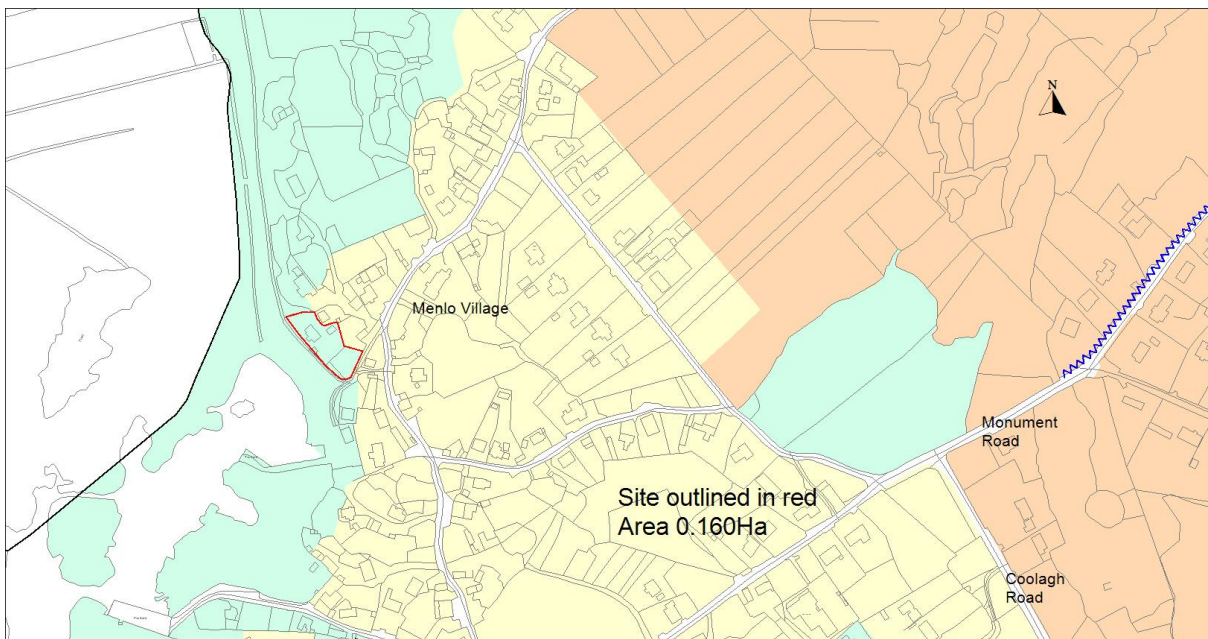 N
Menlo Village
Monument
Road
Site outlined in red
Area 0.160Ha
Coolagh
Road